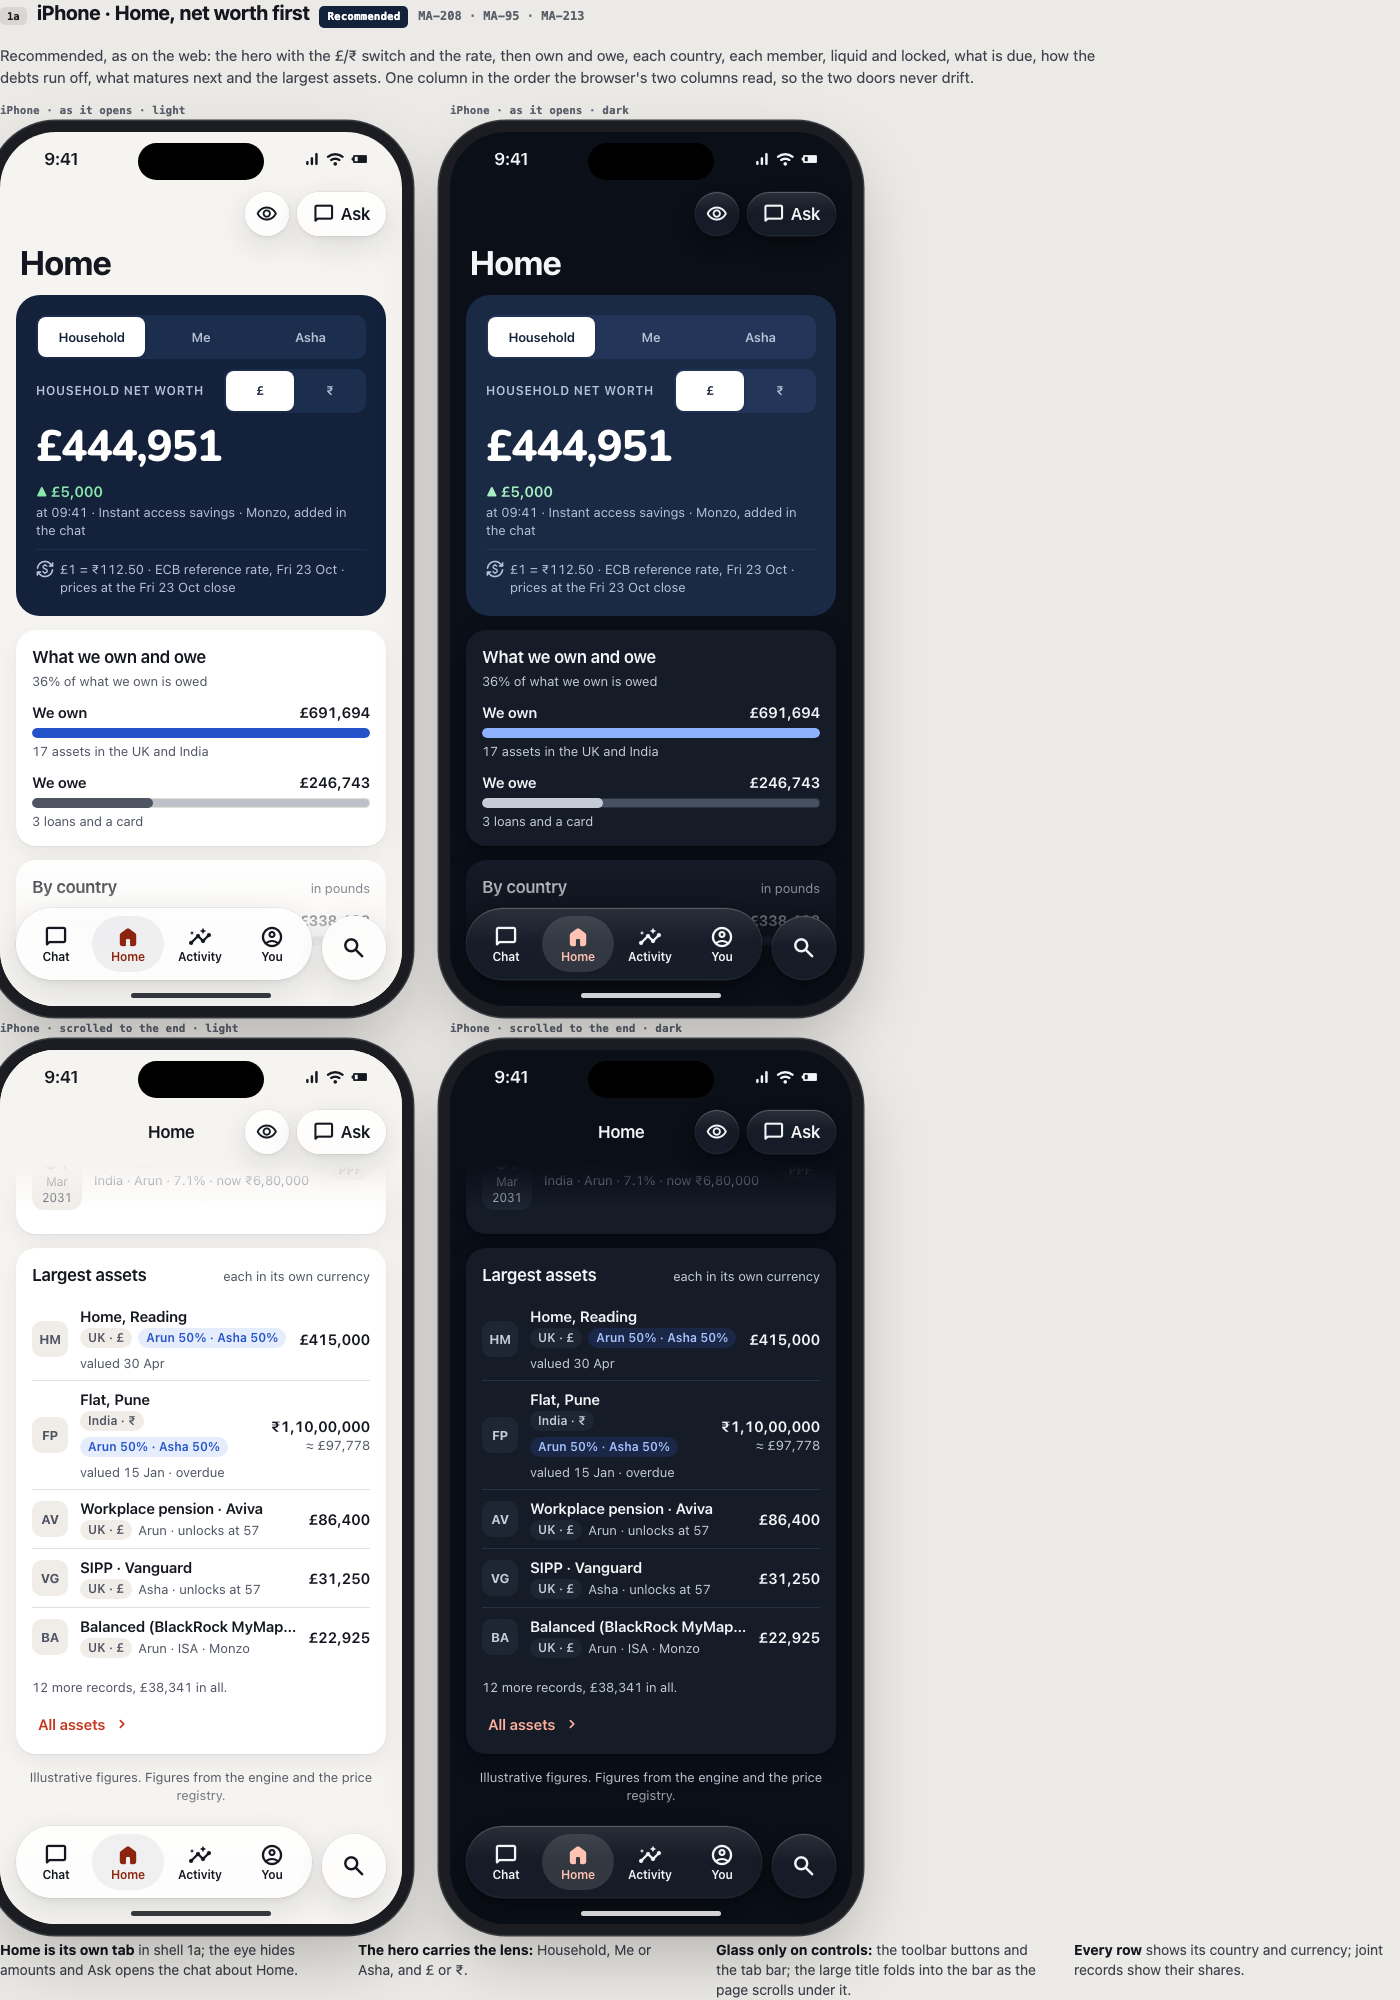 1a iPhone · Home, net worth first Recommended MA-208 · MA-95 · MA-213
Recommended, as on the web: the hero with the £/₹ switch and the rate, then own and owe, each country, each member, liquid and locked, what is due, how the
debts run off, what matures next and the largest assets. One column in the order the browser's two columns read, so the two doors never drift.
iPhone · as it opens · light
9:41
Ask
Home
Household Me Asha
HOUSEHOLD NET WORTH £ ₹
£444,951
▲ £5,000
at 09:41 · Instant access savings · Monzo, added in
the chat
£1 = ₹112.50 · ECB reference rate, Fri 23 Oct ·
prices at the Fri 23 Oct close
What we own and owe
36% of what we own is owed
We own £691,694
17 assets in the UK and India
We owe £246,743
3 loans and a card
By country in pounds
Chat Home Activity You
iPhone · as it opens · dark
9:41
Ask
Home
Household Me Asha
HOUSEHOLD NET WORTH £ ₹
£444,951
▲ £5,000
at 09:41 · Instant access savings · Monzo, added in
the chat
£1 = ₹112.50 · ECB reference rate, Fri 23 Oct ·
prices at the Fri 23 Oct close
What we own and owe
36% of what we own is owed
We own £691,694
17 assets in the UK and India
We owe £246,743
3 loans and a card
By country in pounds
Chat Home Activity You
iPhone · scrolled to the end · light
9:41
Home Ask
Mar
2031
India · Arun · 7.1% · now ₹6,80,000
Largest assets each in its own currency
HM Home, Reading
UK · £ Arun 50% · Asha 50% £415,000
valued 30 Apr
FP Flat, Pune
India · ₹ ₹1,10,00,000
Arun 50% · Asha 50% ≈ £97,778
valued 15 Jan · overdue
AV Workplace pension · Aviva £86,400
UK · £ Arun · unlocks at 57
VG SIPP · Vanguard £31,250
UK · £ Asha · unlocks at 57
BA Balanced (BlackRock MyMap... £22,925
UK · £ Arun · ISA · Monzo
12 more records, £38,341 in all.
All assets
Illustrative figures. Figures from the engine and the price
registry.
Chat Home Activity You
iPhone · scrolled to the end · dark
9:41
Home Ask
Mar
2031
India · Arun · 7.1% · now ₹6,80,000
Largest assets each in its own currency
HM Home, Reading
UK · £ Arun 50% · Asha 50% £415,000
valued 30 Apr
FP Flat, Pune
India · ₹ ₹1,10,00,000
Arun 50% · Asha 50% ≈ £97,778
valued 15 Jan · overdue
AV Workplace pension · Aviva £86,400
UK · £ Arun · unlocks at 57
VG SIPP · Vanguard £31,250
UK · £ Asha · unlocks at 57
BA Balanced (BlackRock MyMap... £22,925
UK · £ Arun · ISA · Monzo
12 more records, £38,341 in all.
All assets
Illustrative figures. Figures from the engine and the price
registry.
Chat Home Activity You
Home is its own tab in shell 1a; the eye hides
amounts and Ask opens the chat about Home.
The hero carries the lens: Household, Me or
Asha, and £ or ₹.
Glass only on controls: the toolbar buttons and
the tab bar; the large title folds into the bar as the
page scrolls under it.
Every row shows its country and currency; joint
records show their shares.